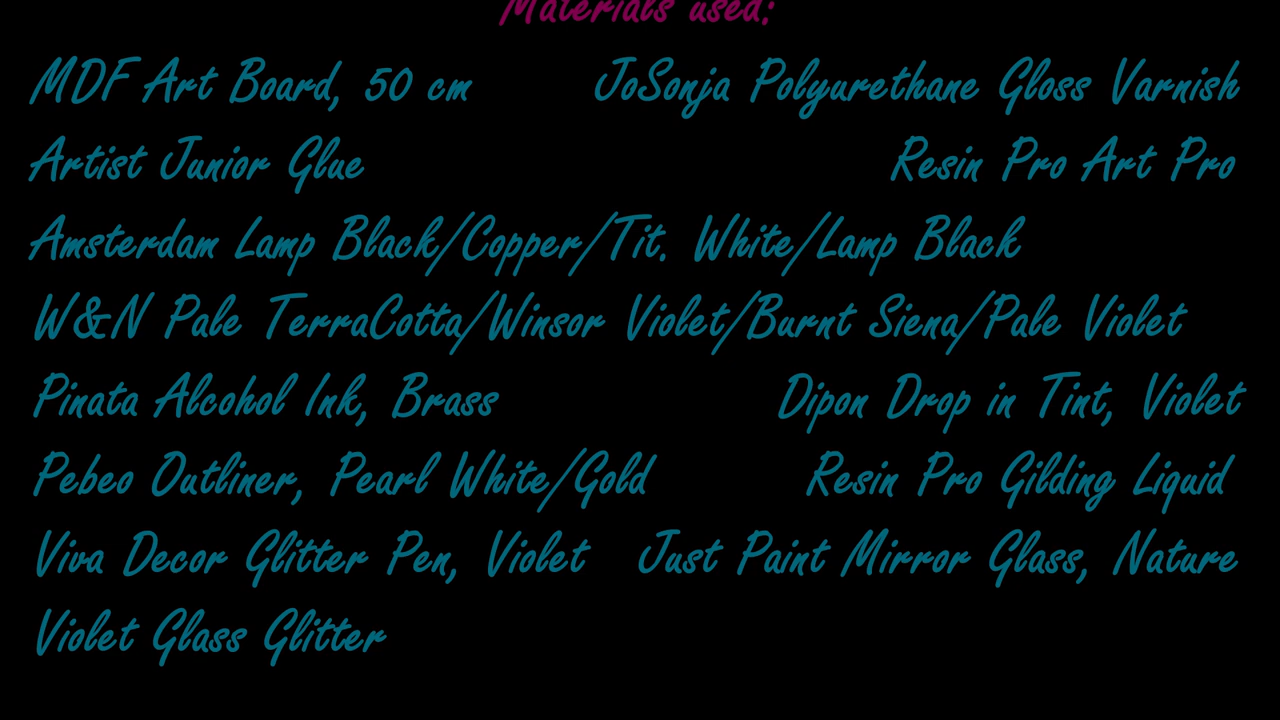 Materials used:
MDF Art Board, 50 cm JoSonja Polyurethane Gloss Varnish
Artist Junior Glue Resin Pro Art Pro
Amsterdam Lamp Black/Copper/Tit. White/Lamp Black
W&N Pale TerraCotta/Winsor Violet/Burnt Siena/Pale Violet
Pinata Alcohol Ink, Brass Dipon Drop in Tint, Violet
Pebeo Outliner, Pearl White/Gold Resin Pro Gilding Liquid
Viva Decor Glitter Pen, Violet Just Paint Mirror Glass, Nature
Violet Glass Glitter